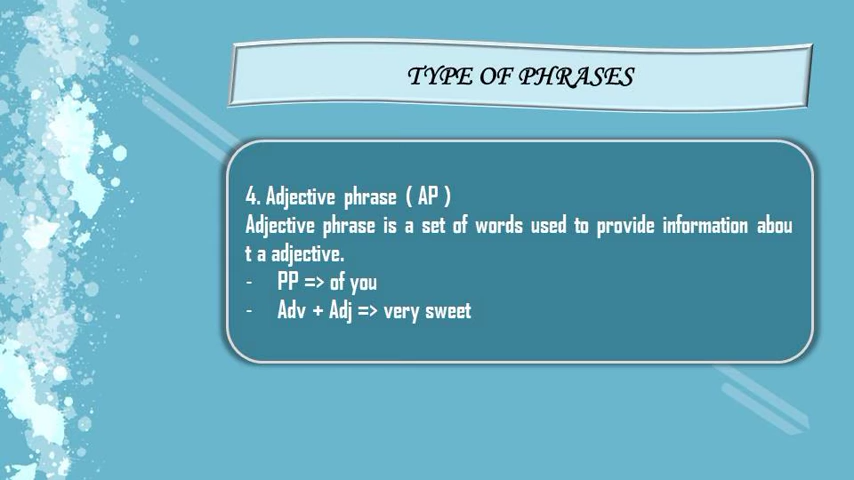 TYPE OF PHRASES
4. Adjective phrase ( AP )
Adjective phrase is a set of words used to provide information abou
t a adjective.
- PP => of you
- Adv + Adj => very sweet